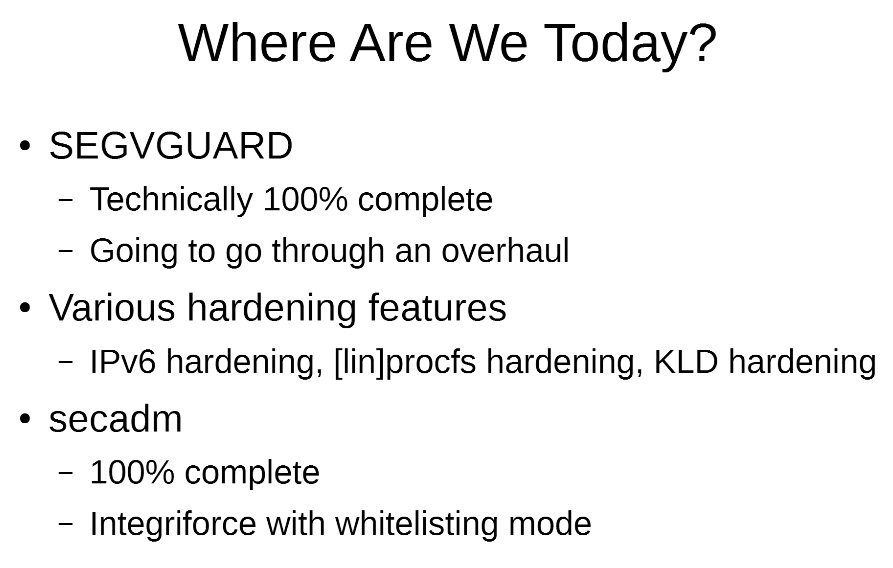 Where Are We Today?
• SEGVGUARD
– Technically 100% complete
– Going to go through an overhaul
• Various hardening features
– IPv6 hardening, [lin]procfs hardening, KLD hardening
• secadm
– 100% complete
– Integriforce with whitelisting mode